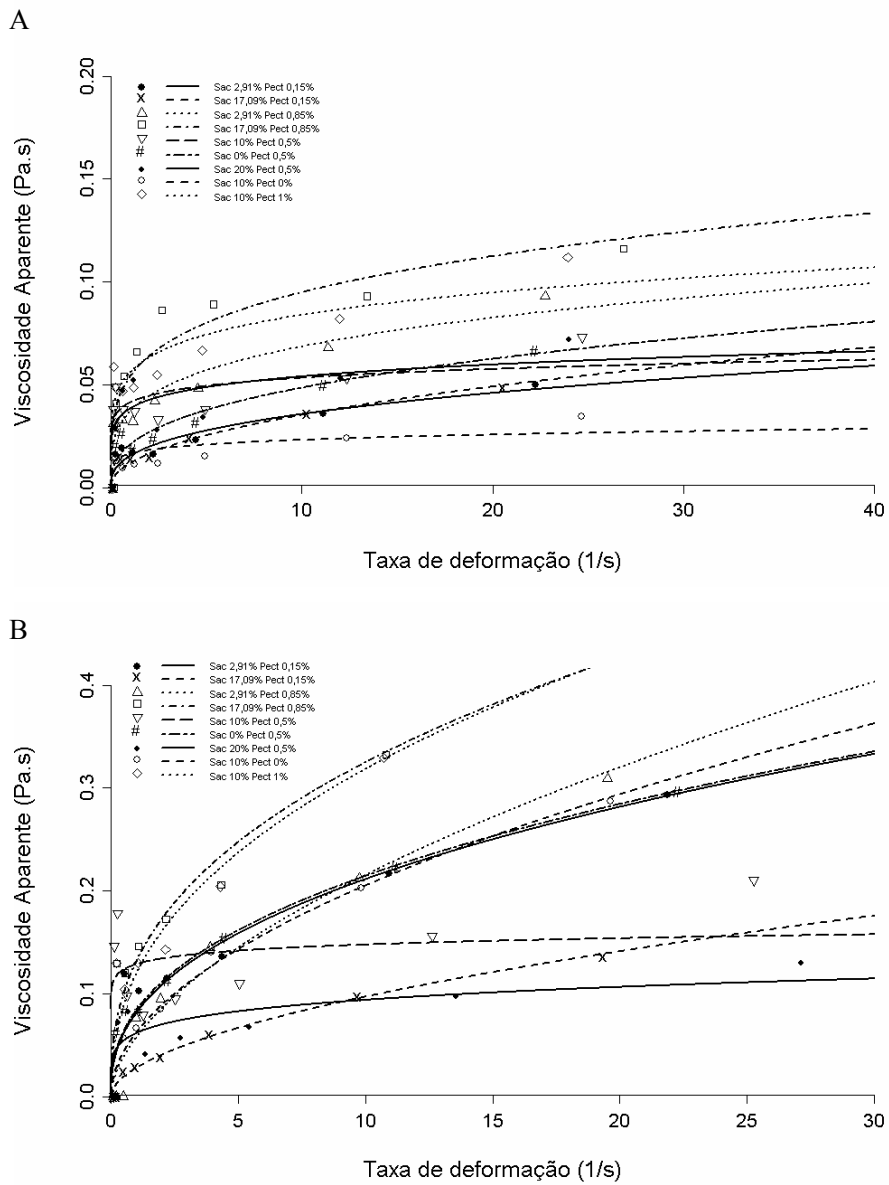 A
Viscosidade Aparente (Pa.s)
0.20
0.15
0.10
0.05
0.00
Sac 2,91% Pect 0,15%
Sac 17,09% Pect 0,15%
Sac 2,91% Pect 0,85%
Sac 17,09% Pect 0,85%
Sac 10% Pect 0,5%
Sac 0% Pect 0,5%
Sac 20% Pect 0,5%
Sac 10% Pect 0%
Sac 10% Pect 1%
0 10 20 30 40
Taxa de deformação (1/s)
B
Viscosidade Aparente (Pa.s)
0.4
0.3
0.2
0.1
0.0
Sac 2,91% Pect 0,15%
Sac 17,09% Pect 0,15%
Sac 2,91% Pect 0,85%
Sac 17,09% Pect 0,85%
Sac 10% Pect 0,5%
Sac 0% Pect 0,5%
Sac 20% Pect 0,5%
Sac 10% Pect 0%
Sac 10% Pect 1%
0 5 10 15 20 25 30
Taxa de deformação (1/s)